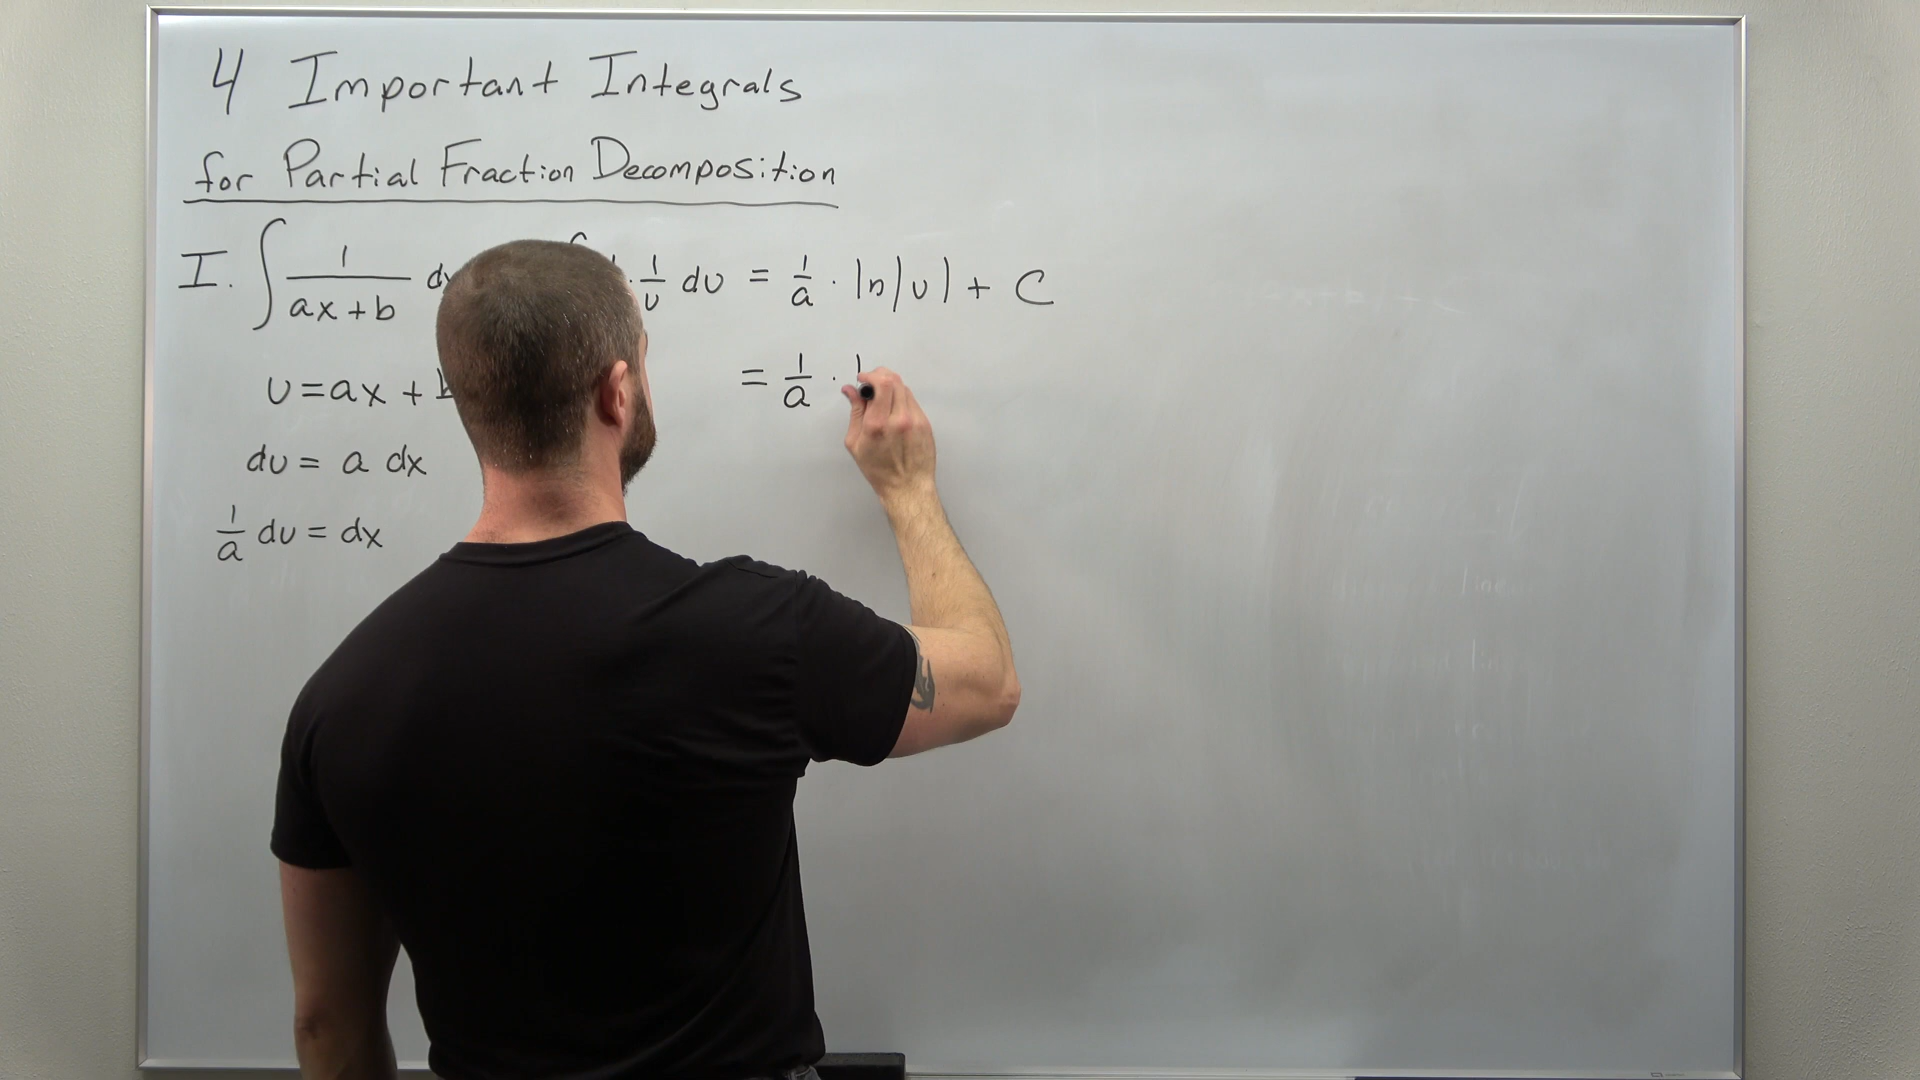 4 Important Integrals
for Partial Fraction Decomposition
I. ∫ 1/(ax+b) · 1/u du = 1/a · ln|u| + C
u = ax +
= 1/a ·
du = a dx
1/a du = dx